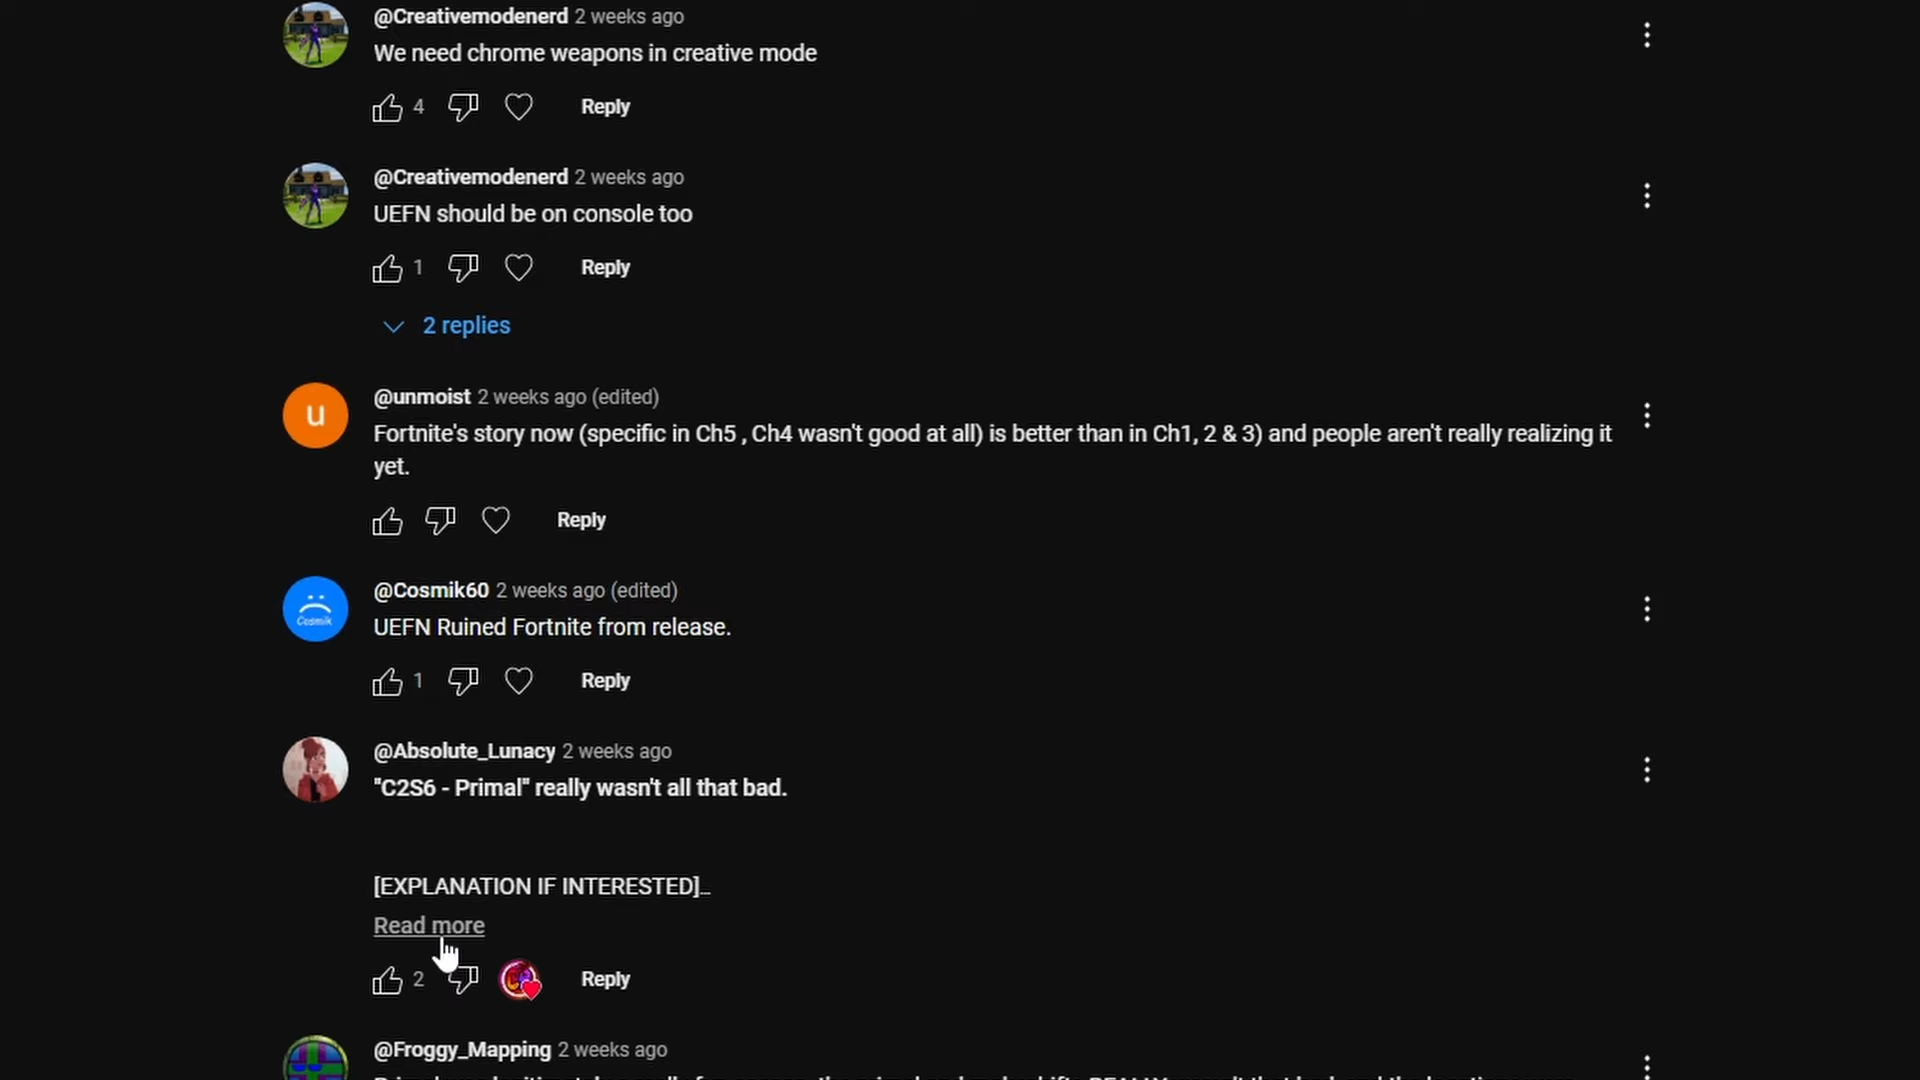 @Creativemodenerd 2 weeks ago
We need chrome weapons in creative mode
4 Reply
@Creativemodenerd 2 weeks ago
UEFN should be on console too
1 Reply
2 replies
u
@unmoist 2 weeks ago (edited)
Fortnite's story now (specific in Ch5 , Ch4 wasn't good at all) is better than in Ch1, 2 & 3) and people aren't really realizing it
yet.
Reply
Cosmik
@Cosmik60 2 weeks ago (edited)
UEFN Ruined Fortnite from release.
1 Reply
@Absolute_Lunacy 2 weeks ago
"C2S6 - Primal" really wasn't all that bad.
[EXPLANATION IF INTERESTED]...
Read more
2 Reply
@Froggy_Mapping 2 weeks ago